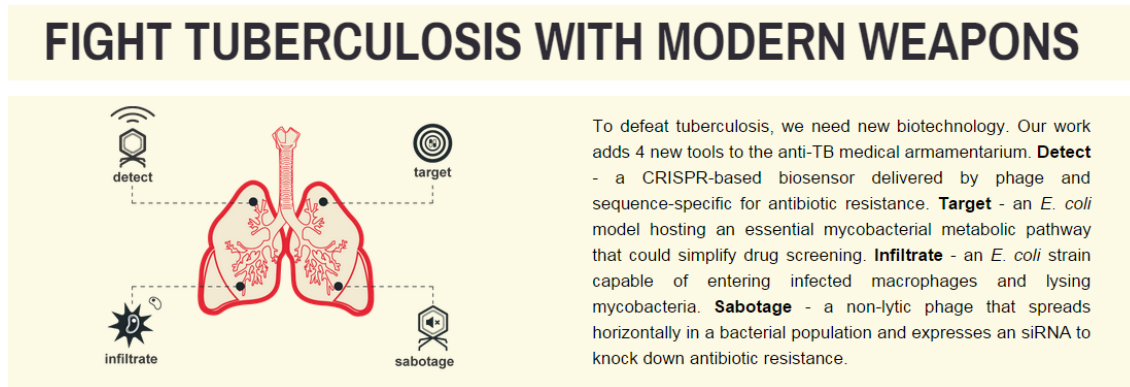 FIGHT TUBERCULOSIS WITH MODERN WEAPONS
detect
target
infiltrate
sabotage
To defeat tuberculosis, we need new biotechnology. Our work
adds 4 new tools to the anti-TB medical armamentarium. Detect
- a CRISPR-based biosensor delivered by phage and
sequence-specific for antibiotic resistance. Target - an E. coli
model hosting an essential mycobacterial metabolic pathway
that could simplify drug screening. Infiltrate - an E. coli strain
capable of entering infected macrophages and lysing
mycobacteria. Sabotage - a non-lytic phage that spreads
horizontally in a bacterial population and expresses an siRNA to
knock down antibiotic resistance.